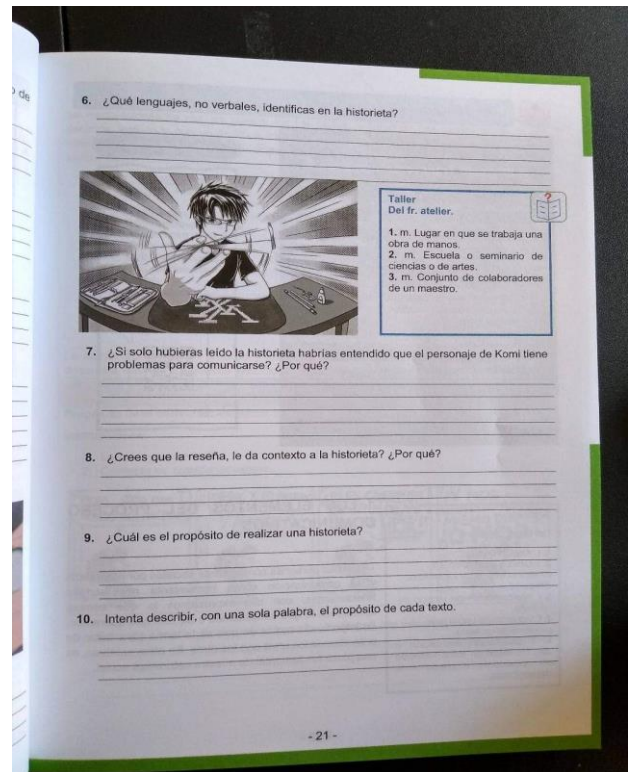 o de
6. ¿Qué lenguajes, no verbales, identificas en la historieta?
Taller
Del fr. atelier.
1. m. Lugar en que se trabaja una
obra de manos.
2. m. Escuela o seminario de
ciencias o de artes.
3. m. Conjunto de colaboradores
de un maestro.
7. ¿Si solo hubieras leído la historieta habrías entendido que el personaje de Komi tiene
problemas para comunicarse? ¿Por qué?
8. ¿Crees que la reseña, le da contexto a la historieta? ¿Por qué?
9. ¿Cuál es el propósito de realizar una historieta?
10. Intenta describir, con una sola palabra, el propósito de cada texto.
- 21 -